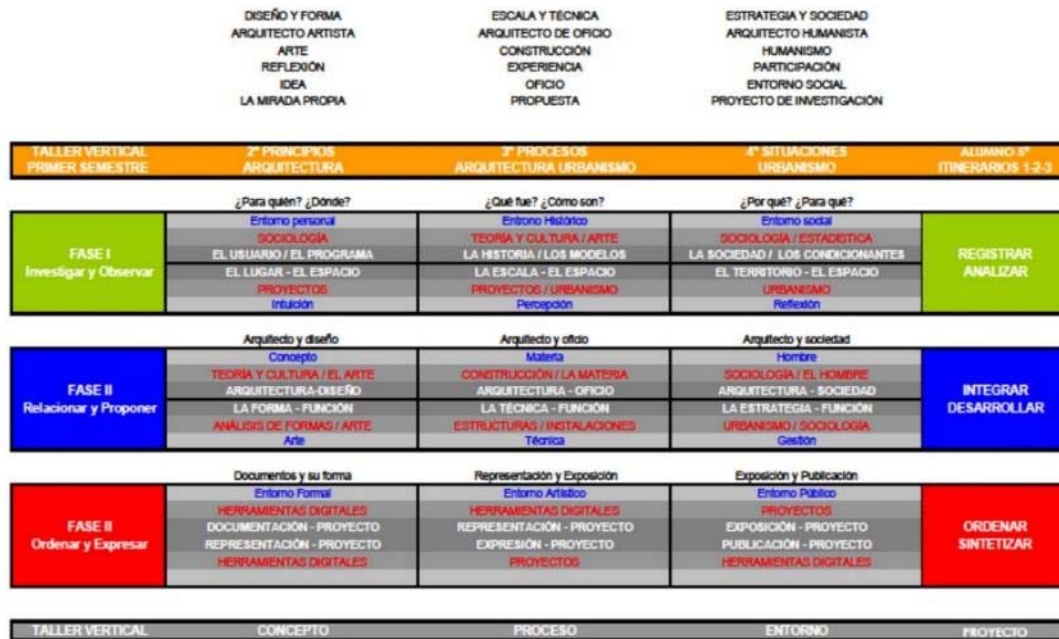 DISEÑO Y FORMA ESCALA Y TÉCNICA ESTRATEGIA Y SOCIEDAD
ARQUITECTO ARTISTA ARQUITECTO DE OFICIO ARQUITECTO HUMANISTA
ARTE CONSTRUCCIÓN HUMANISMO
REFLEXIÓN EXPERIENCIA PARTICIPACIÓN
IDEA OFICIO ENTORNO SOCIAL
LA MIRADA PROPIA PROPUESTA PROYECTO DE INVESTIGACIÓN
TALLER VERTICAL 2º PRINCIPIOS 3º PROCESOS 4º SITUACIONES ALUMNO 5º
PRIMER SEMESTRE ARQUITECTURA ARQUITECTURA URBANISMO URBANISMO ITINERARIOS 1-2-3
¿Para quién? ¿Dónde? ¿Qué fue? ¿Cómo son? ¿Por qué? ¿Para qué?
Entorno personal Entrono Histórico Entorno social
SOCIOLOGÍA TEORÍA Y CULTURA / ARTE SOCIOLOGÍA / ESTADÍSTICA
FASE I EL USUARIO / EL PROGRAMA LA HISTORIA / LOS MODELOS LA SOCIEDAD / LOS CONDICIONANTES REGISTRAR
Investigar y Observar EL LUGAR - EL ESPACIO LA ESCALA - EL ESPACIO EL TERRITORIO - EL ESPACIO ANALIZAR
PROYECTOS PROYECTOS / URBANISMO URBANISMO
Intuición Percepción Reflexión
Arquitecto y diseño Arquitecto y oficio Arquitecto y sociedad
Concepto Materia Hombre
TEORÍA Y CULTURA / EL ARTE CONSTRUCCIÓN / LA MATERIA SOCIOLOGÍA / EL HOMBRE
FASE II ARQUITECTURA-DISEÑO ARQUITECTURA - OFICIO ARQUITECTURA - SOCIEDAD INTEGRAR
Relacionar y Proponer LA FORMA - FUNCIÓN LA TÉCNICA - FUNCIÓN LA ESTRATEGIA - FUNCIÓN DESARROLLAR
ANÁLISIS DE FORMAS / ARTE ESTRUCTURAS / INSTALACIONES URBANISMO / SOCIOLOGÍA
Arte Técnica Gestión
Documentos y su forma Representación y Exposición Exposición y Publicación
Entorno Formal Entorno Artístico Entorno Público
HERRAMIENTAS DIGITALES HERRAMIENTAS DIGITALES PROYECTOS
FASE II DOCUMENTACIÓN - PROYECTO REPRESENTACIÓN - PROYECTO EXPOSICIÓN - PROYECTO ORDENAR
Ordenar y Expresar REPRESENTACIÓN - PROYECTO EXPRESIÓN - PROYECTO PUBLICACIÓN - PROYECTO SINTETIZAR
HERRAMIENTAS DIGITALES PROYECTOS HERRAMIENTAS DIGITALES
TALLER VERTICAL CONCEPTO PROCESO ENTORNO PROYECTO